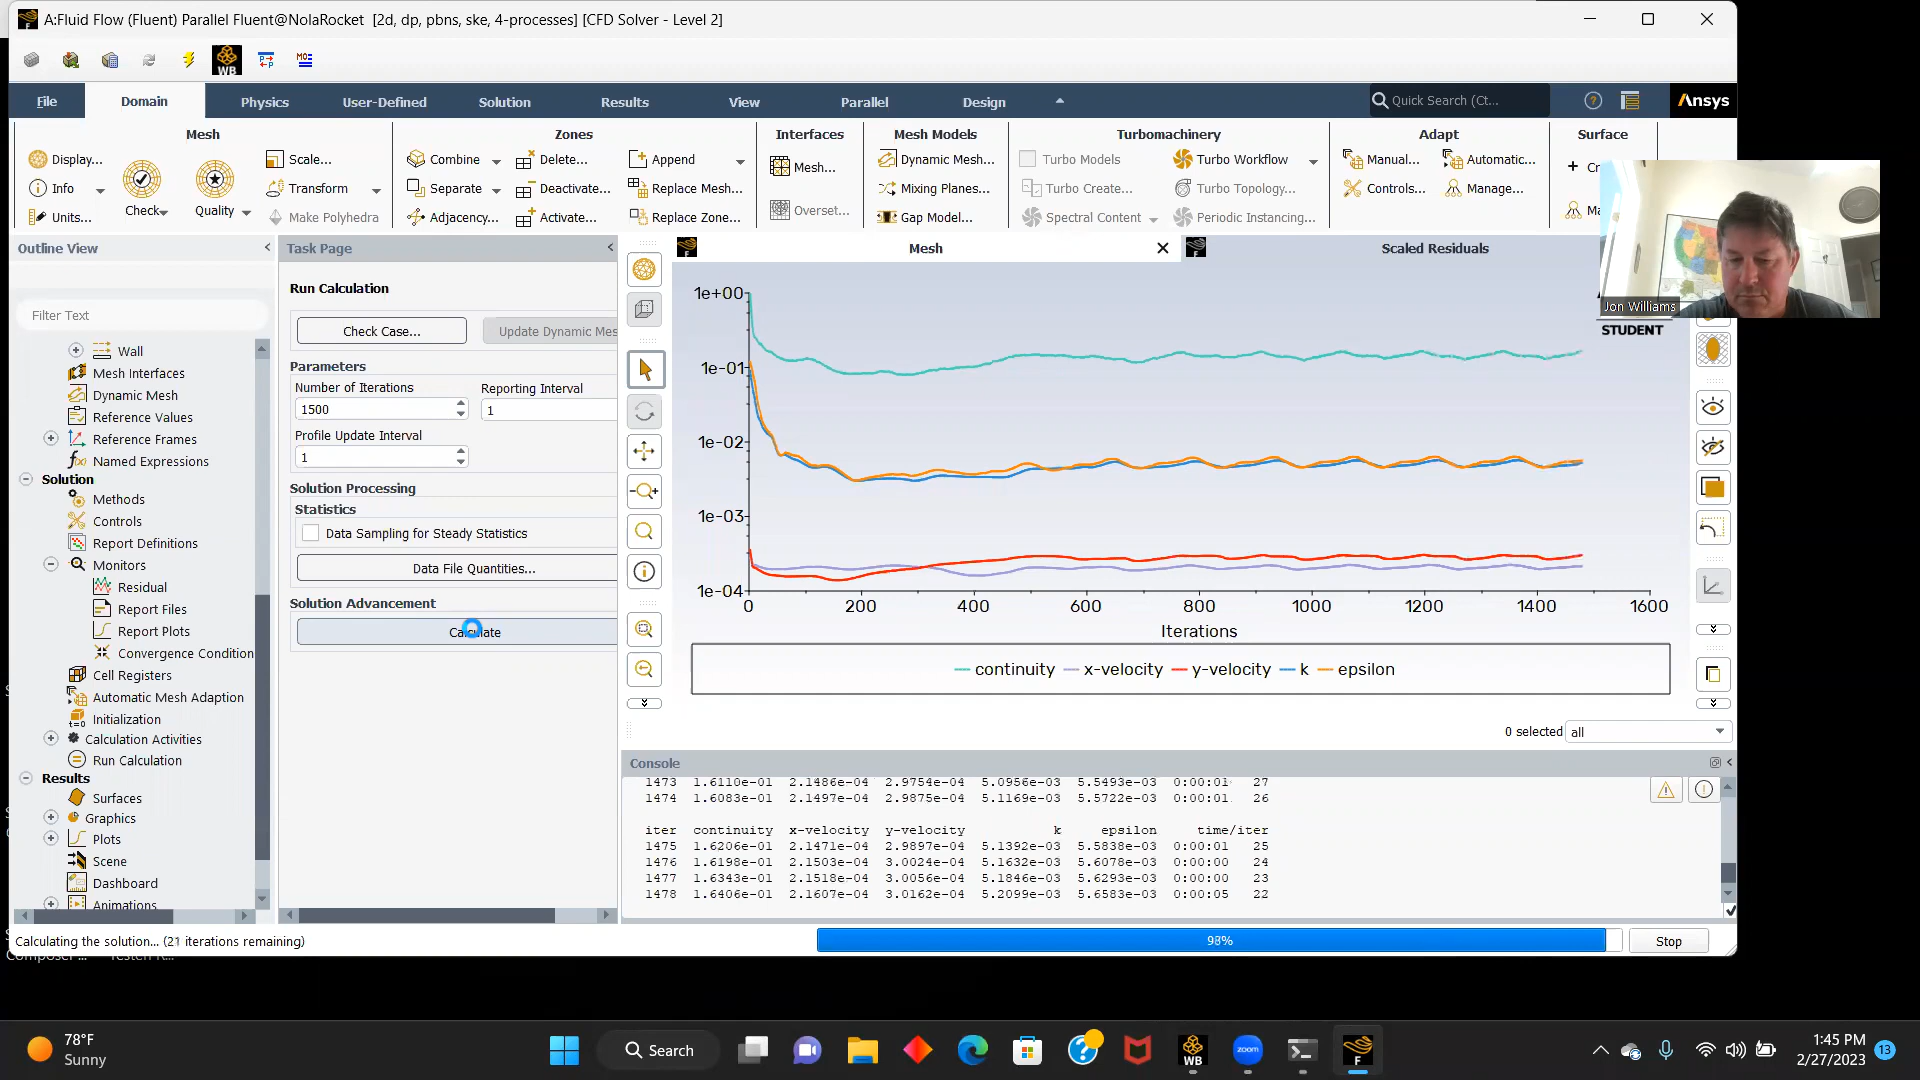 A:Fluid Flow (Fluent) Parallel Fluent@NolaRocket [2d, dp, pbns, ske, 4-processes] [CFD Solver - Level 2]
WB
File Domain Physics User-Defined Solution Results View Parallel Design Quick Search (Ct... Ansys
Mesh Zones Interfaces Mesh Models Turbomachinery Adapt Surface
Display... Scale... Combine Delete... Append Mesh... Dynamic Mesh... Turbo Models Turbo Workflow Manual... Automatic...
Info Transform Separate Deactivate... Replace Mesh... Mixing Planes... Turbo Create... Turbo Topology... Controls... Manage...
Units... Check Quality Make Polyhedra Adjacency... Activate... Replace Zone... Overset... Gap Model... Spectral Content Periodic Instancing...
Outline View
Filter Text
Wall
Mesh Interfaces
Dynamic Mesh
Reference Values
Reference Frames
Named Expressions
Solution
Methods
Controls
Report Definitions
Monitors
Residual
Report Files
Report Plots
Convergence Condition
Cell Registers
Automatic Mesh Adaption
Initialization
Calculation Activities
Run Calculation
Results
Surfaces
Graphics
Plots
Scene
Dashboard
Animations
Task Page
Run Calculation
Check Case... Update Dynamic Mes
Parameters
Number of Iterations Reporting Interval
1500 1
Profile Update Interval
1
Solution Processing
Statistics
Data Sampling for Steady Statistics
Data File Quantities...
Solution Advancement
Calculate
Mesh Scaled Residuals
Jon Williams
STUDENT
1e+00
1e-01
1e-02
1e-03
1e-04
0 200 400 600 800 1000 1200 1400 1600
Iterations
continuity x-velocity y-velocity k epsilon
0 selected all
Console
1473 1.6110e-01 2.1486e-04 2.9754e-04 5.0956e-03 5.5493e-03 0:00:01 27
1474 1.6083e-01 2.1497e-04 2.9875e-04 5.1169e-03 5.5722e-03 0:00:01 26
iter continuity x-velocity y-velocity k epsilon time/iter
1475 1.6206e-01 2.1471e-04 2.9897e-04 5.1392e-03 5.5838e-03 0:00:01 25
1476 1.6198e-01 2.1503e-04 3.0024e-04 5.1632e-03 5.6078e-03 0:00:00 24
1477 1.6343e-01 2.1518e-04 3.0056e-04 5.1846e-03 5.6293e-03 0:00:00 23
1478 1.6406e-01 2.1607e-04 3.0162e-04 5.2099e-03 5.6583e-03 0:00:05 22
Calculating the solution... (21 iterations remaining) 98% Stop
78°F
Sunny
Search
WB
zoom
F
1:45 PM
2/27/2023
13